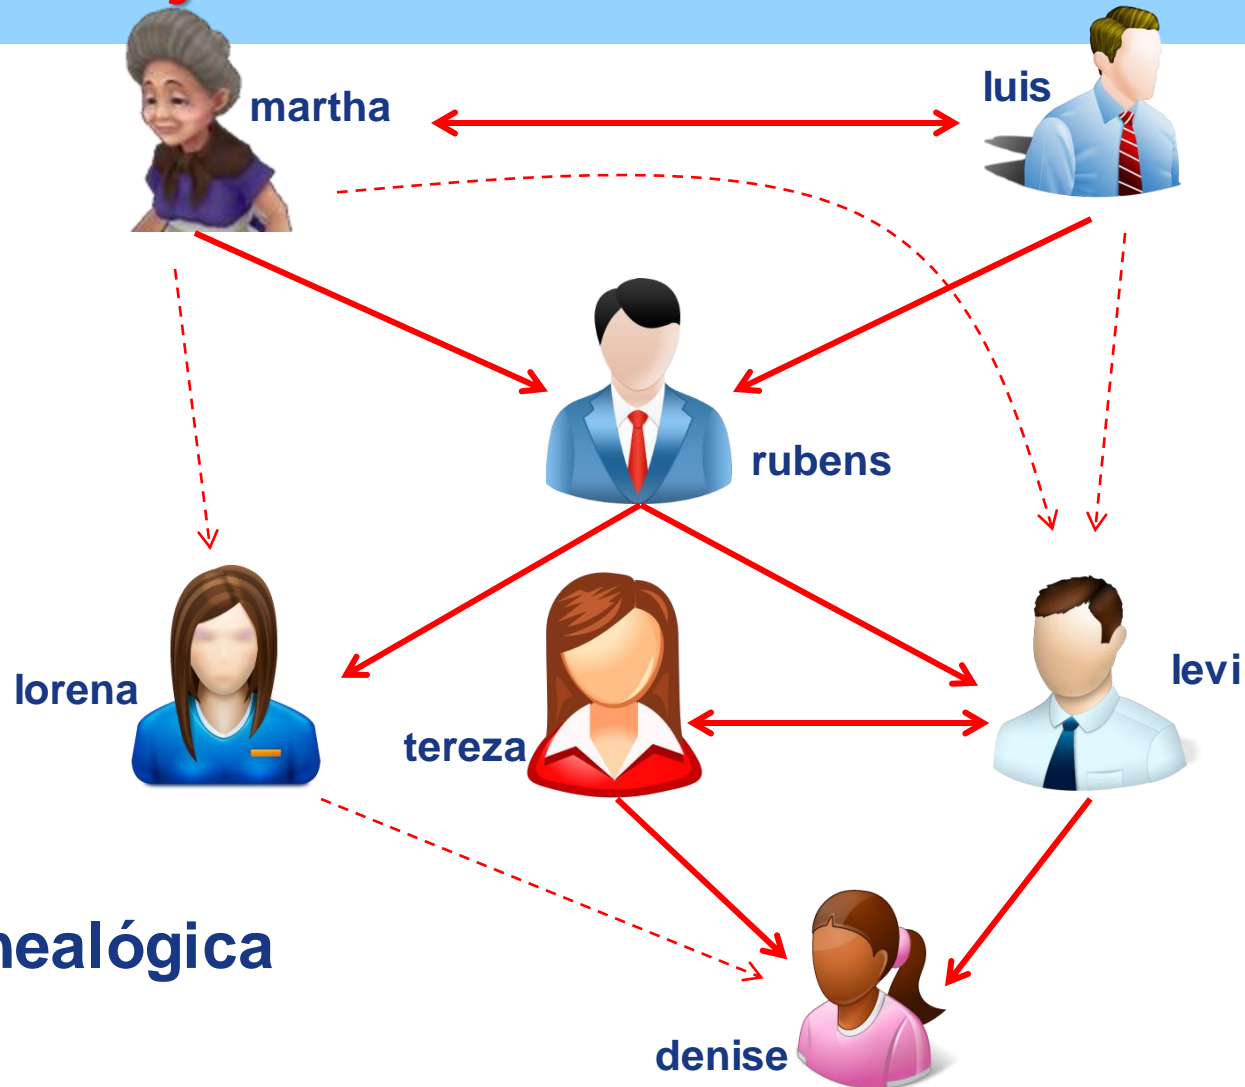 martha
luis
rubens
lorena
tereza
levi
nealógica
denise